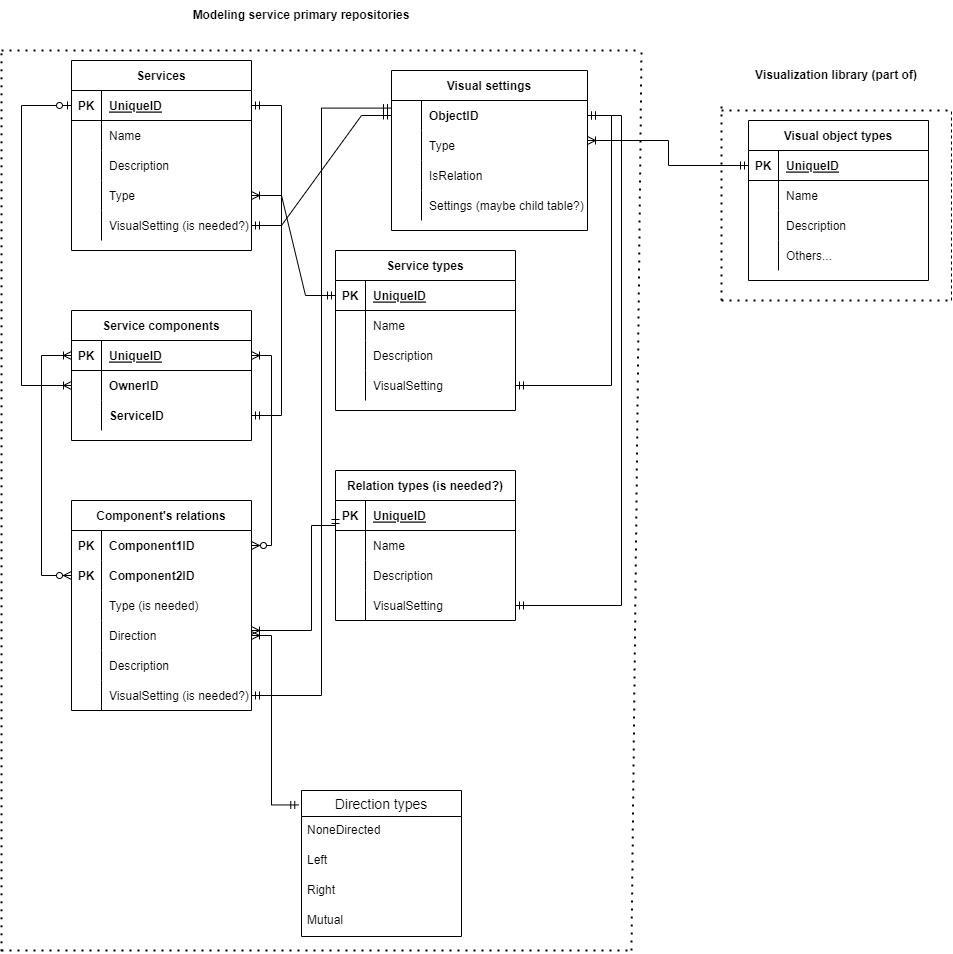 Modeling service primary repositories
Services
PK UniqueID
Name
Description
Type
VisualSetting (is needed?)
Service components
PK UniqueID
OwnerID
ServiceID
Component's relations
PK Component1ID
PK Component2ID
Type (is needed)
Direction
Description
VisualSetting (is needed?)
Visual settings
ObjectID
Type
IsRelation
Settings (maybe child table?)
Service types
PK UniqueID
Name
Description
VisualSetting
Relation types (is needed?)
PK UniqueID
Name
Description
VisualSetting
Direction types
NoneDirected
Left
Right
Mutual
Visualization library (part of)
Visual object types
PK UniqueID
Name
Description
Others...